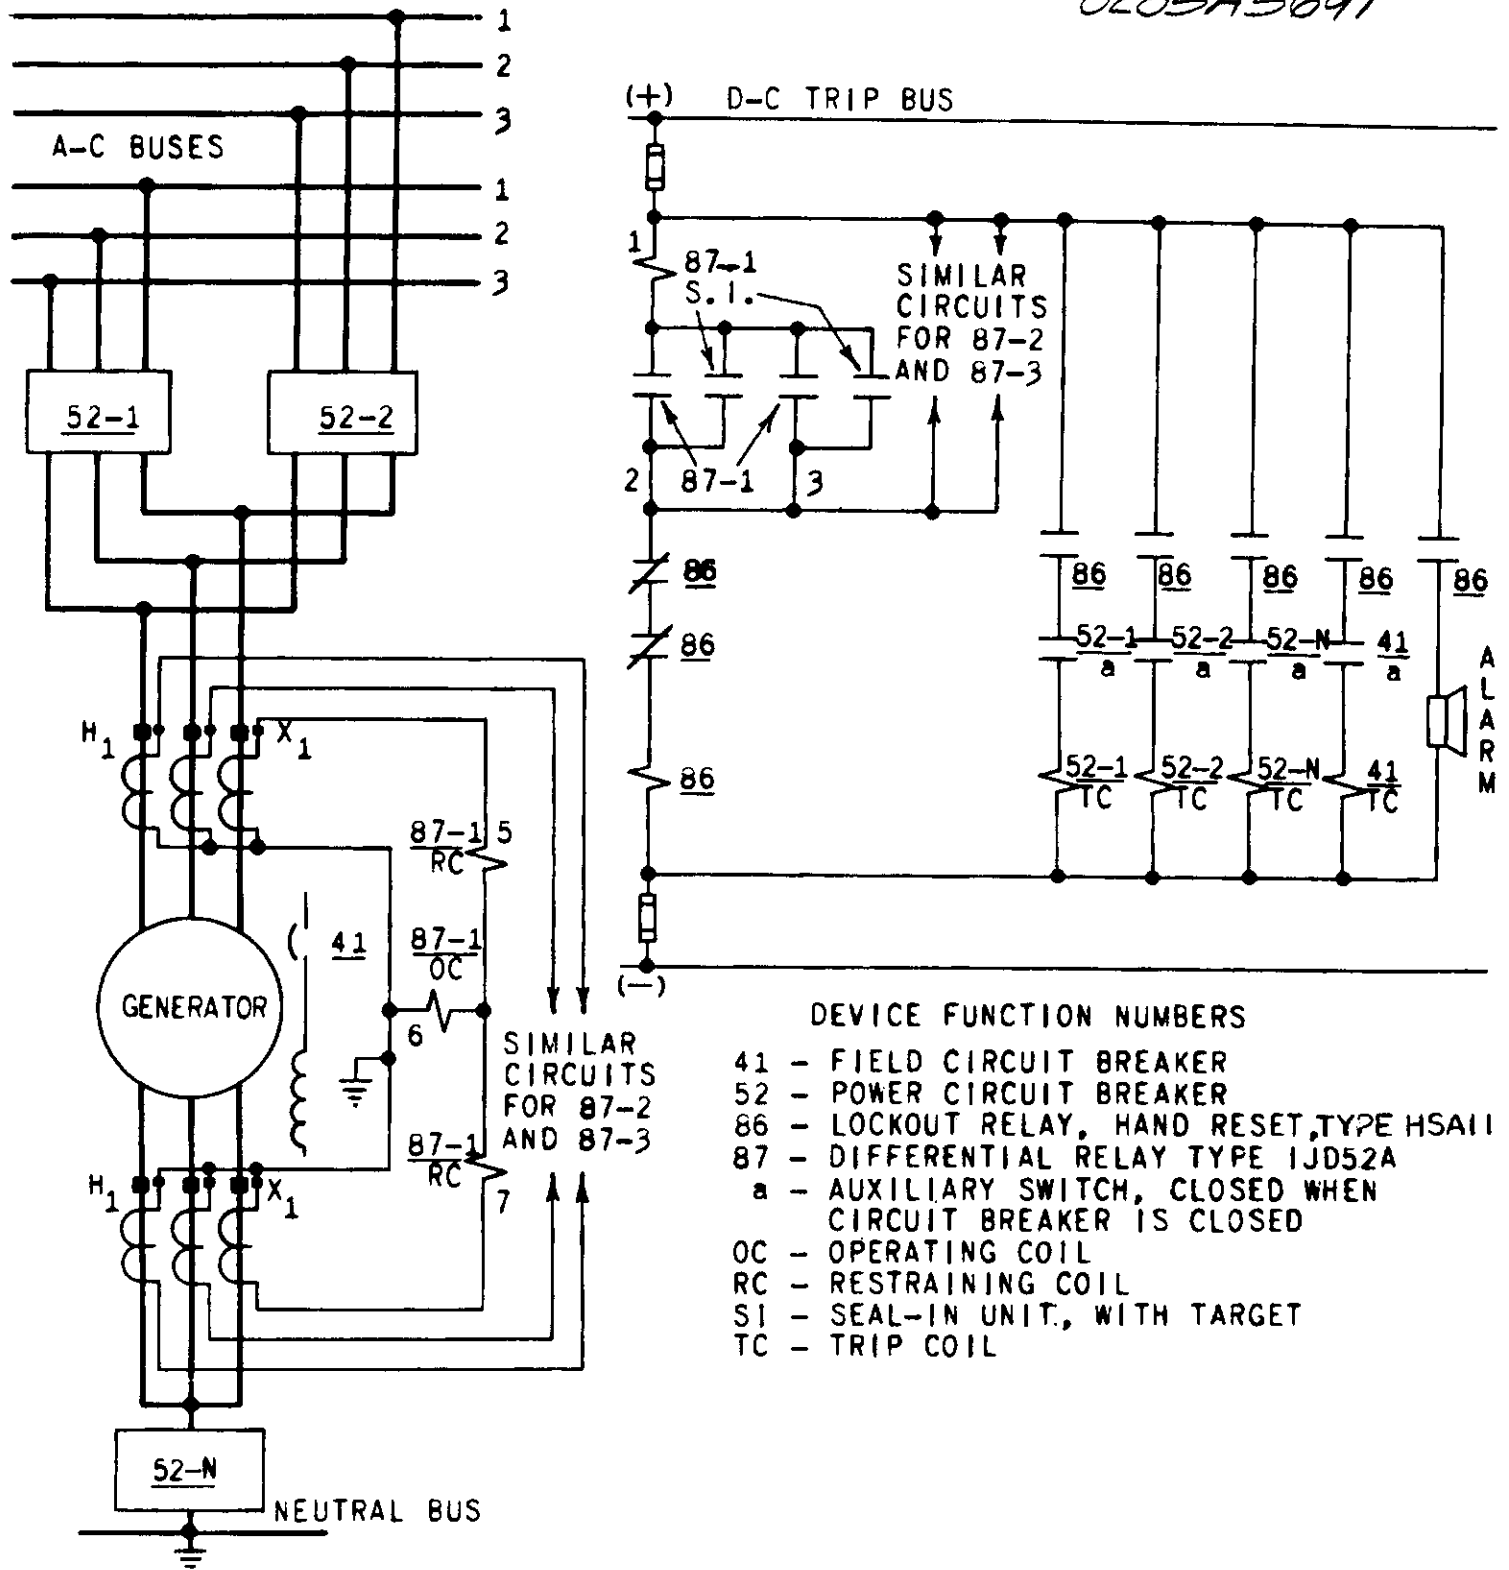 1
2
3
A-C BUSES
1
2
3
52-1
52-2
H1
X1
87-1 5
RC
41
87-1
OC
6
GENERATOR
SIMILAR
CIRCUITS
FOR 87-2
AND 87-3
87-1
RC
7
H1
X1
52-N
NEUTRAL BUS
(+) D-C TRIP BUS
1
87-1
S.I.
SIMILAR
CIRCUITS
FOR 87-2
AND 87-3
2
87-1
3
86
86
86
86 86 86 86 86
52-1 52-2 52-N 41
a a a a
52-1 52-2 52-N 41
TC TC TC TC
ALARM
(—)
DEVICE FUNCTION NUMBERS
41 - FIELD CIRCUIT BREAKER
52 - POWER CIRCUIT BREAKER
86 - LOCKOUT RELAY, HAND RESET, TYPE HSA11
87 - DIFFERENTIAL RELAY TYPE IJD52A
a - AUXILIARY SWITCH, CLOSED WHEN
CIRCUIT BREAKER IS CLOSED
OC - OPERATING COIL
RC - RESTRAINING COIL
SI - SEAL-IN UNIT, WITH TARGET
TC - TRIP COIL